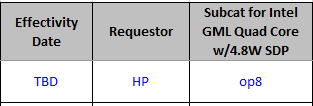 Effectivity
Date
Requestor
Subcat for Intel
GML Quad Core
w/4.8W SDP
TBD
HP
op8